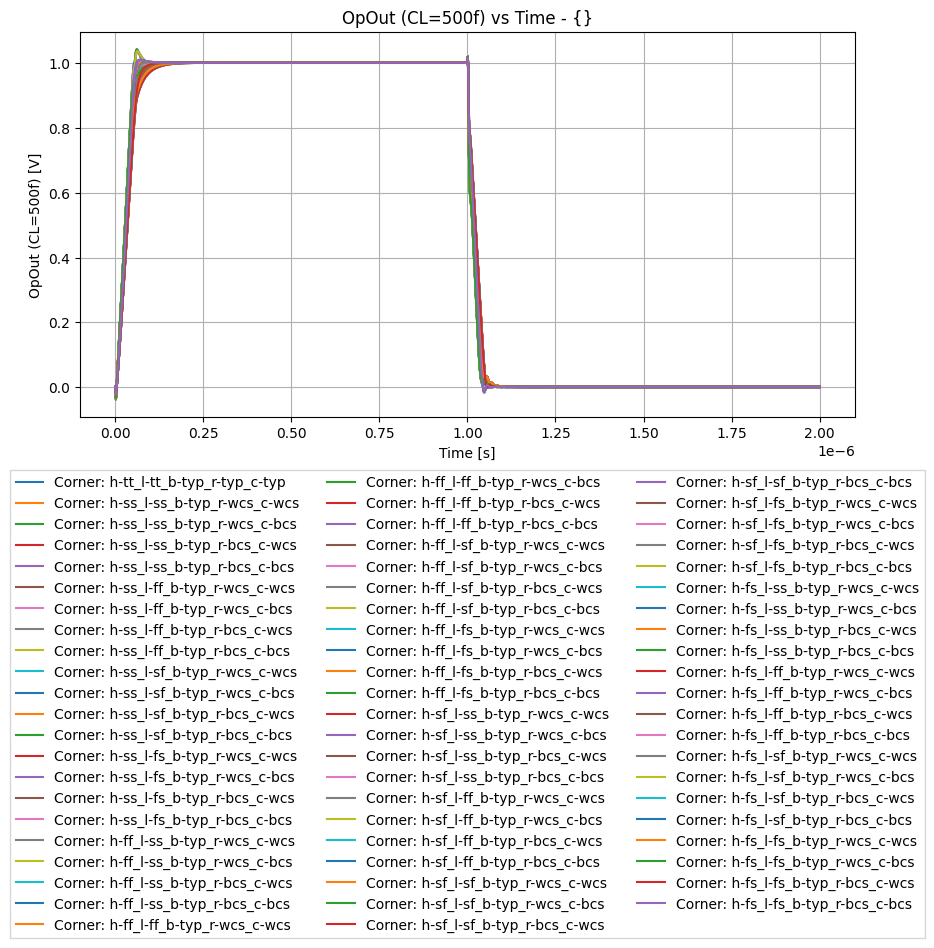 OpOut (CL=500f) vs Time - {}
OpOut (CL=500f) [V]
1.0
0.8
0.6
0.4
0.2
0.0
0.00 0.25 0.50 0.75 1.00 1.25 1.50 1.75 2.00
1e−6
Time [s]
Corner: h-tt_l-tt_b-typ_r-typ_c-typ
Corner: h-ss_l-ss_b-typ_r-wcs_c-wcs
Corner: h-ss_l-ss_b-typ_r-wcs_c-bcs
Corner: h-ss_l-ss_b-typ_r-bcs_c-wcs
Corner: h-ss_l-ss_b-typ_r-bcs_c-bcs
Corner: h-ss_l-ff_b-typ_r-wcs_c-wcs
Corner: h-ss_l-ff_b-typ_r-wcs_c-bcs
Corner: h-ss_l-ff_b-typ_r-bcs_c-wcs
Corner: h-ss_l-ff_b-typ_r-bcs_c-bcs
Corner: h-ss_l-sf_b-typ_r-wcs_c-wcs
Corner: h-ss_l-sf_b-typ_r-wcs_c-bcs
Corner: h-ss_l-sf_b-typ_r-bcs_c-wcs
Corner: h-ss_l-sf_b-typ_r-bcs_c-bcs
Corner: h-ss_l-fs_b-typ_r-wcs_c-wcs
Corner: h-ss_l-fs_b-typ_r-wcs_c-bcs
Corner: h-ss_l-fs_b-typ_r-bcs_c-wcs
Corner: h-ss_l-fs_b-typ_r-bcs_c-bcs
Corner: h-ff_l-ss_b-typ_r-wcs_c-wcs
Corner: h-ff_l-ss_b-typ_r-wcs_c-bcs
Corner: h-ff_l-ss_b-typ_r-bcs_c-wcs
Corner: h-ff_l-ss_b-typ_r-bcs_c-bcs
Corner: h-ff_l-ff_b-typ_r-wcs_c-wcs
Corner: h-ff_l-ff_b-typ_r-wcs_c-bcs
Corner: h-ff_l-ff_b-typ_r-bcs_c-wcs
Corner: h-ff_l-ff_b-typ_r-bcs_c-bcs
Corner: h-ff_l-sf_b-typ_r-wcs_c-wcs
Corner: h-ff_l-sf_b-typ_r-wcs_c-bcs
Corner: h-ff_l-sf_b-typ_r-bcs_c-wcs
Corner: h-ff_l-sf_b-typ_r-bcs_c-bcs
Corner: h-ff_l-fs_b-typ_r-wcs_c-wcs
Corner: h-ff_l-fs_b-typ_r-wcs_c-bcs
Corner: h-ff_l-fs_b-typ_r-bcs_c-wcs
Corner: h-ff_l-fs_b-typ_r-bcs_c-bcs
Corner: h-sf_l-ss_b-typ_r-wcs_c-wcs
Corner: h-sf_l-ss_b-typ_r-wcs_c-bcs
Corner: h-sf_l-ss_b-typ_r-bcs_c-wcs
Corner: h-sf_l-ss_b-typ_r-bcs_c-bcs
Corner: h-sf_l-ff_b-typ_r-wcs_c-wcs
Corner: h-sf_l-ff_b-typ_r-wcs_c-bcs
Corner: h-sf_l-ff_b-typ_r-bcs_c-wcs
Corner: h-sf_l-ff_b-typ_r-bcs_c-bcs
Corner: h-sf_l-sf_b-typ_r-wcs_c-wcs
Corner: h-sf_l-sf_b-typ_r-wcs_c-bcs
Corner: h-sf_l-sf_b-typ_r-bcs_c-wcs
Corner: h-sf_l-sf_b-typ_r-bcs_c-bcs
Corner: h-sf_l-fs_b-typ_r-wcs_c-wcs
Corner: h-sf_l-fs_b-typ_r-wcs_c-bcs
Corner: h-sf_l-fs_b-typ_r-bcs_c-wcs
Corner: h-sf_l-fs_b-typ_r-bcs_c-bcs
Corner: h-fs_l-ss_b-typ_r-wcs_c-wcs
Corner: h-fs_l-ss_b-typ_r-wcs_c-bcs
Corner: h-fs_l-ss_b-typ_r-bcs_c-wcs
Corner: h-fs_l-ss_b-typ_r-bcs_c-bcs
Corner: h-fs_l-ff_b-typ_r-wcs_c-wcs
Corner: h-fs_l-ff_b-typ_r-wcs_c-bcs
Corner: h-fs_l-ff_b-typ_r-bcs_c-wcs
Corner: h-fs_l-ff_b-typ_r-bcs_c-bcs
Corner: h-fs_l-sf_b-typ_r-wcs_c-wcs
Corner: h-fs_l-sf_b-typ_r-wcs_c-bcs
Corner: h-fs_l-sf_b-typ_r-bcs_c-wcs
Corner: h-fs_l-sf_b-typ_r-bcs_c-bcs
Corner: h-fs_l-fs_b-typ_r-wcs_c-wcs
Corner: h-fs_l-fs_b-typ_r-wcs_c-bcs
Corner: h-fs_l-fs_b-typ_r-bcs_c-wcs
Corner: h-fs_l-fs_b-typ_r-bcs_c-bcs